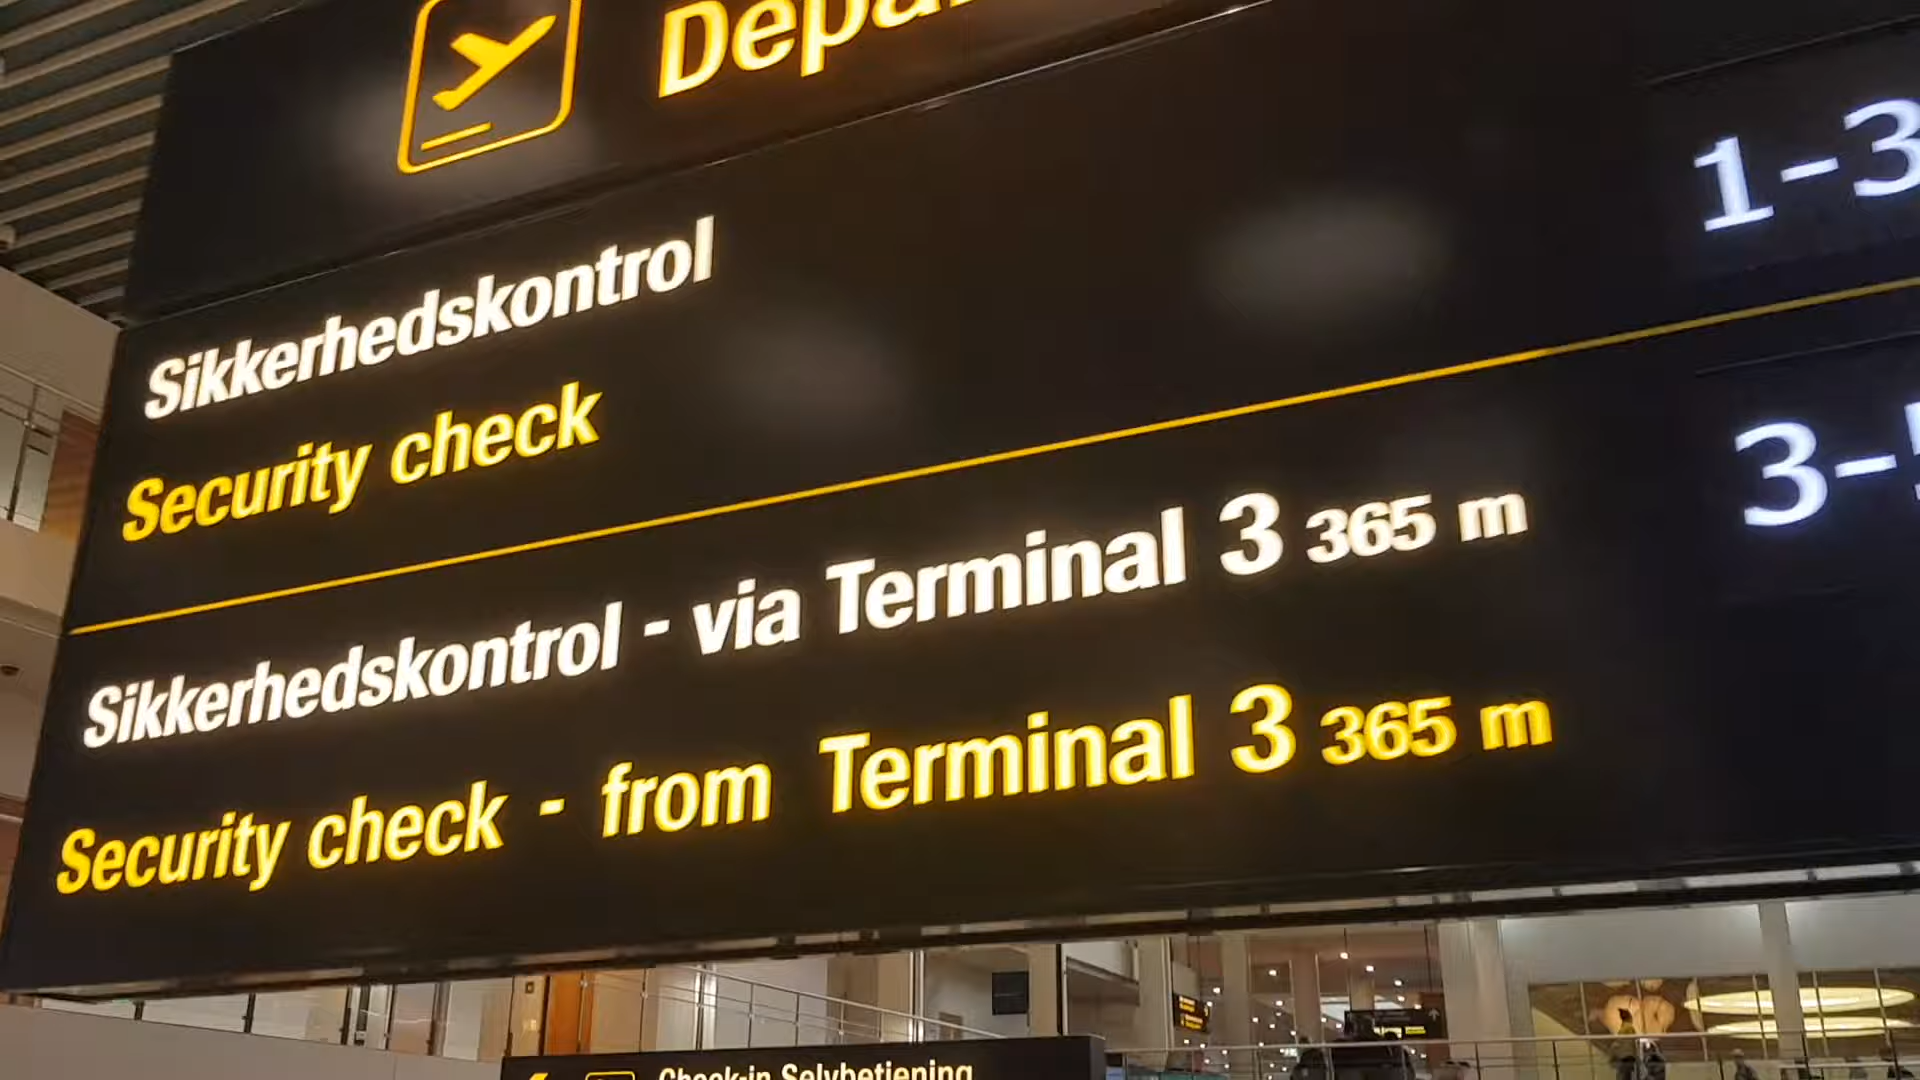 Sikkerhedskontrol
1-3
Security check
Sikkerhedskontrol - via Terminal 3 365 m
3-
Security check - from Terminal 3 365 m
Check-in Selvbetjening